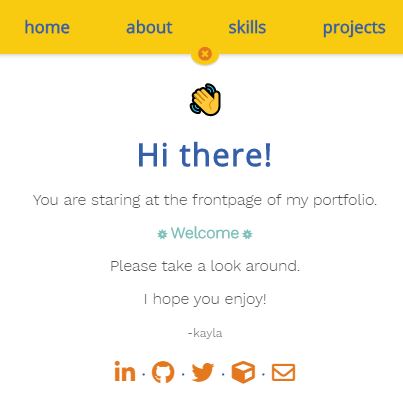 home about skills projects
Hi there!
You are staring at the frontpage of my portfolio.
Welcome
Please take a look around.
I hope you enjoy!
-kayla